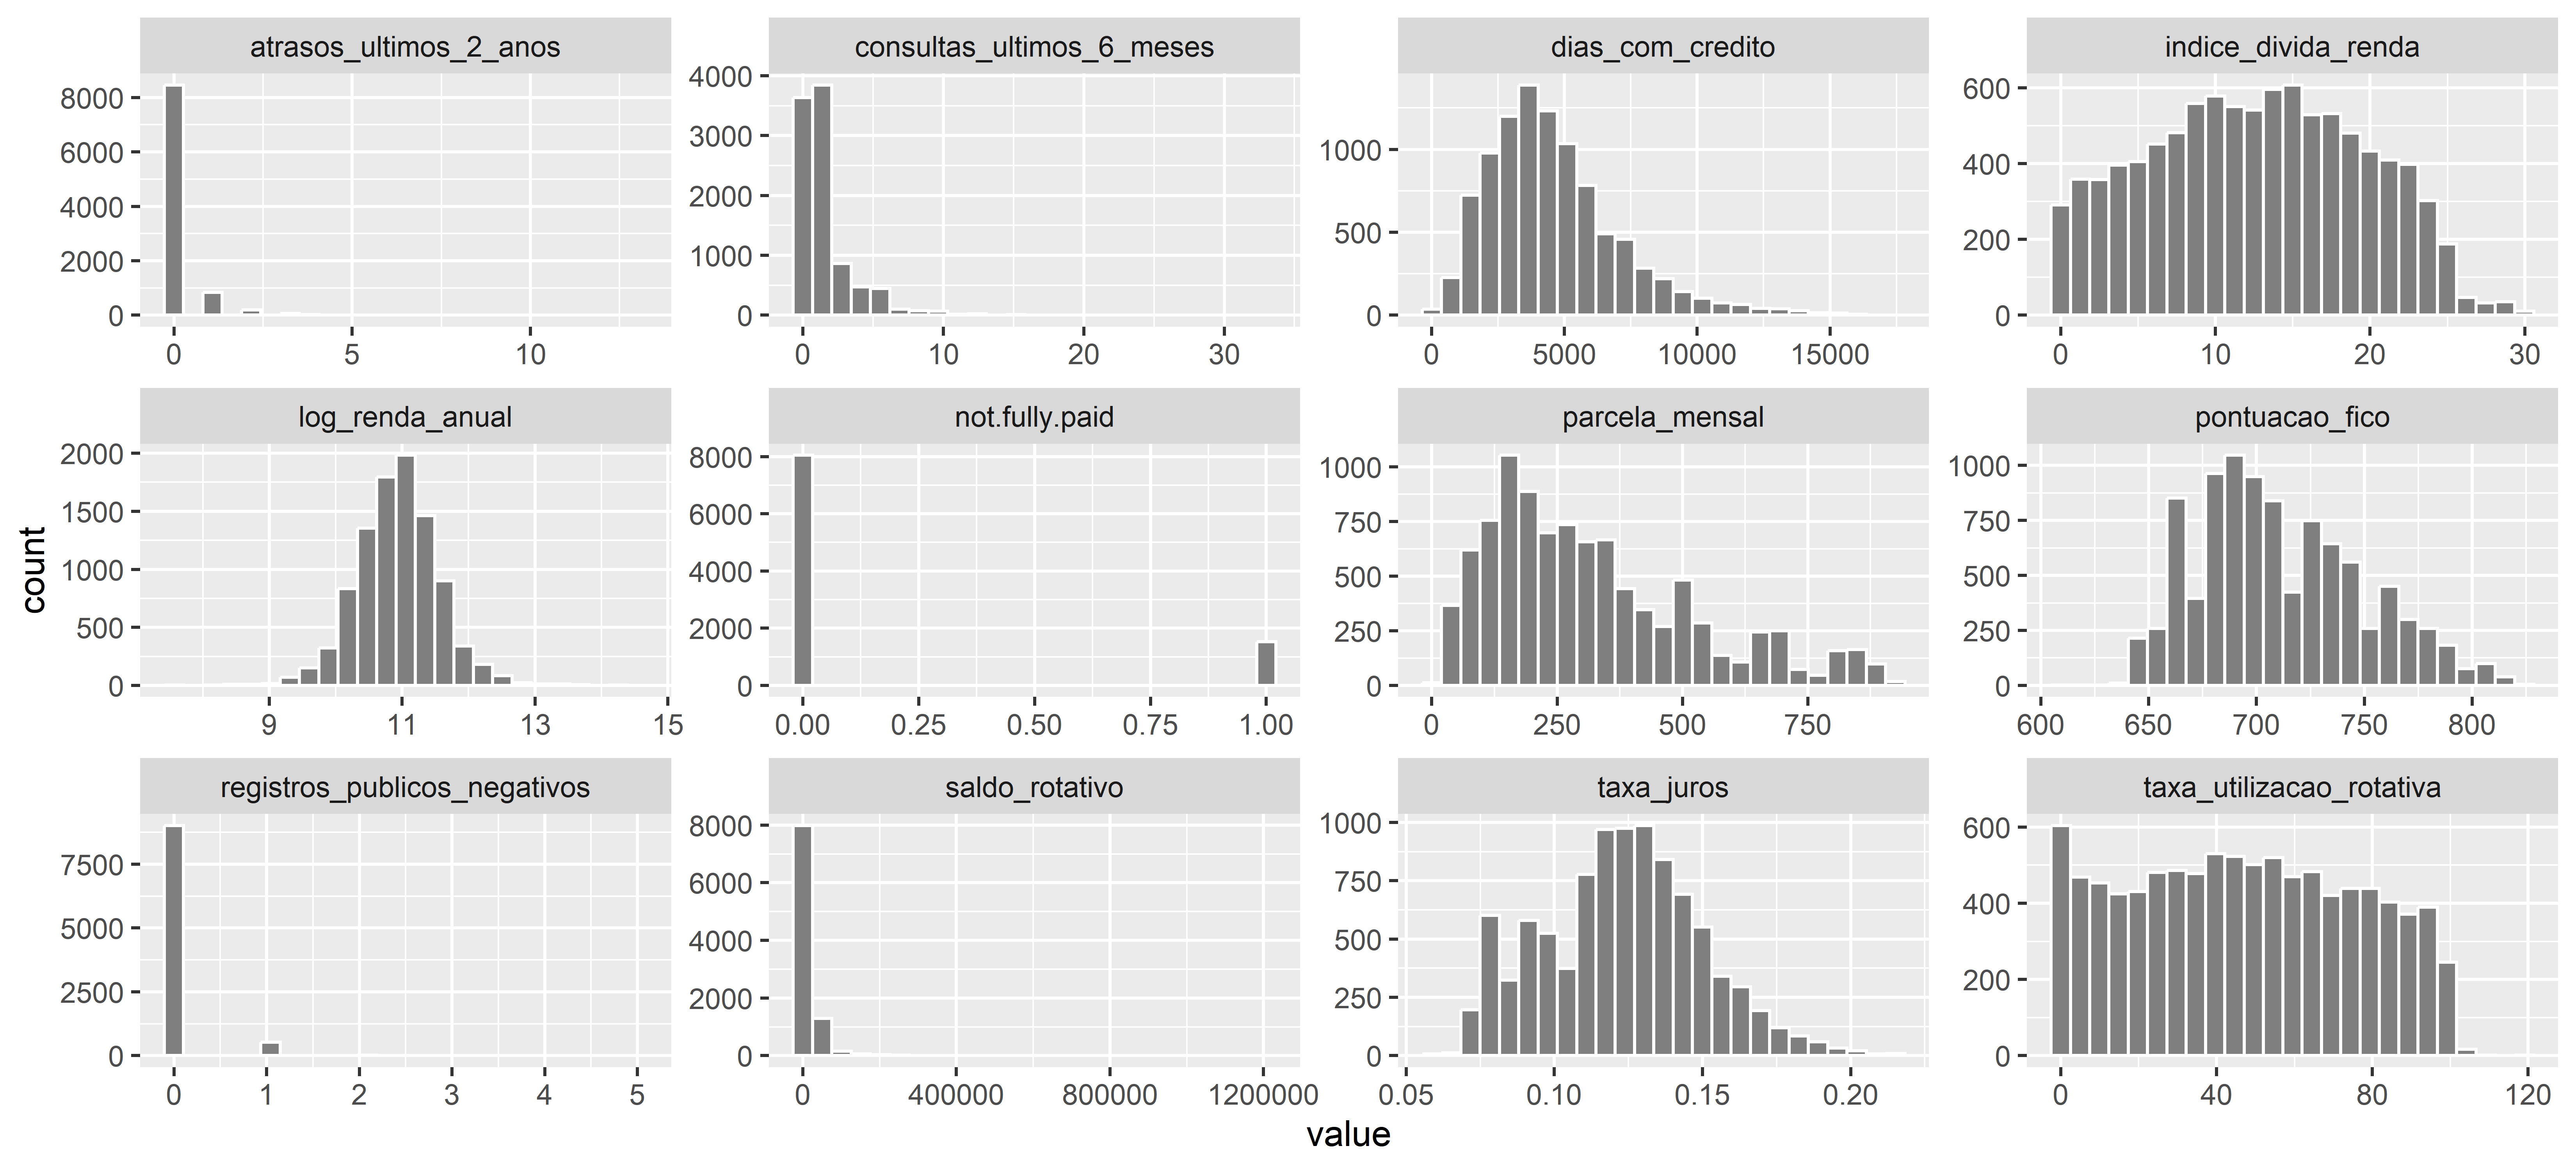 atrasos_ultimos_2_anos
8000
6000
4000
2000
0
0 5 10
consultas_ultimos_6_meses
4000
3000
2000
1000
0
0 10 20 30
dias_com_credito
1000
500
0
0 5000 10000 15000
indice_divida_renda
600
400
200
0
0 10 20 30
log_renda_anual
2000
1500
1000
500
0
9 11 13 15
not.fully.paid
8000
6000
4000
2000
0
0.00 0.25 0.50 0.75 1.00
parcela_mensal
1000
750
500
250
0
0 250 500 750
pontuacao_fico
1000
750
500
250
0
600 650 700 750 800
registros_publicos_negativos
7500
5000
2500
0
0 1 2 3 4 5
saldo_rotativo
8000
6000
4000
2000
0
0 400000 800000 1200000
taxa_juros
1000
750
500
250
0
0.05 0.10 0.15 0.20
taxa_utilizacao_rotativa
600
400
200
0
0 40 80 120
count
value